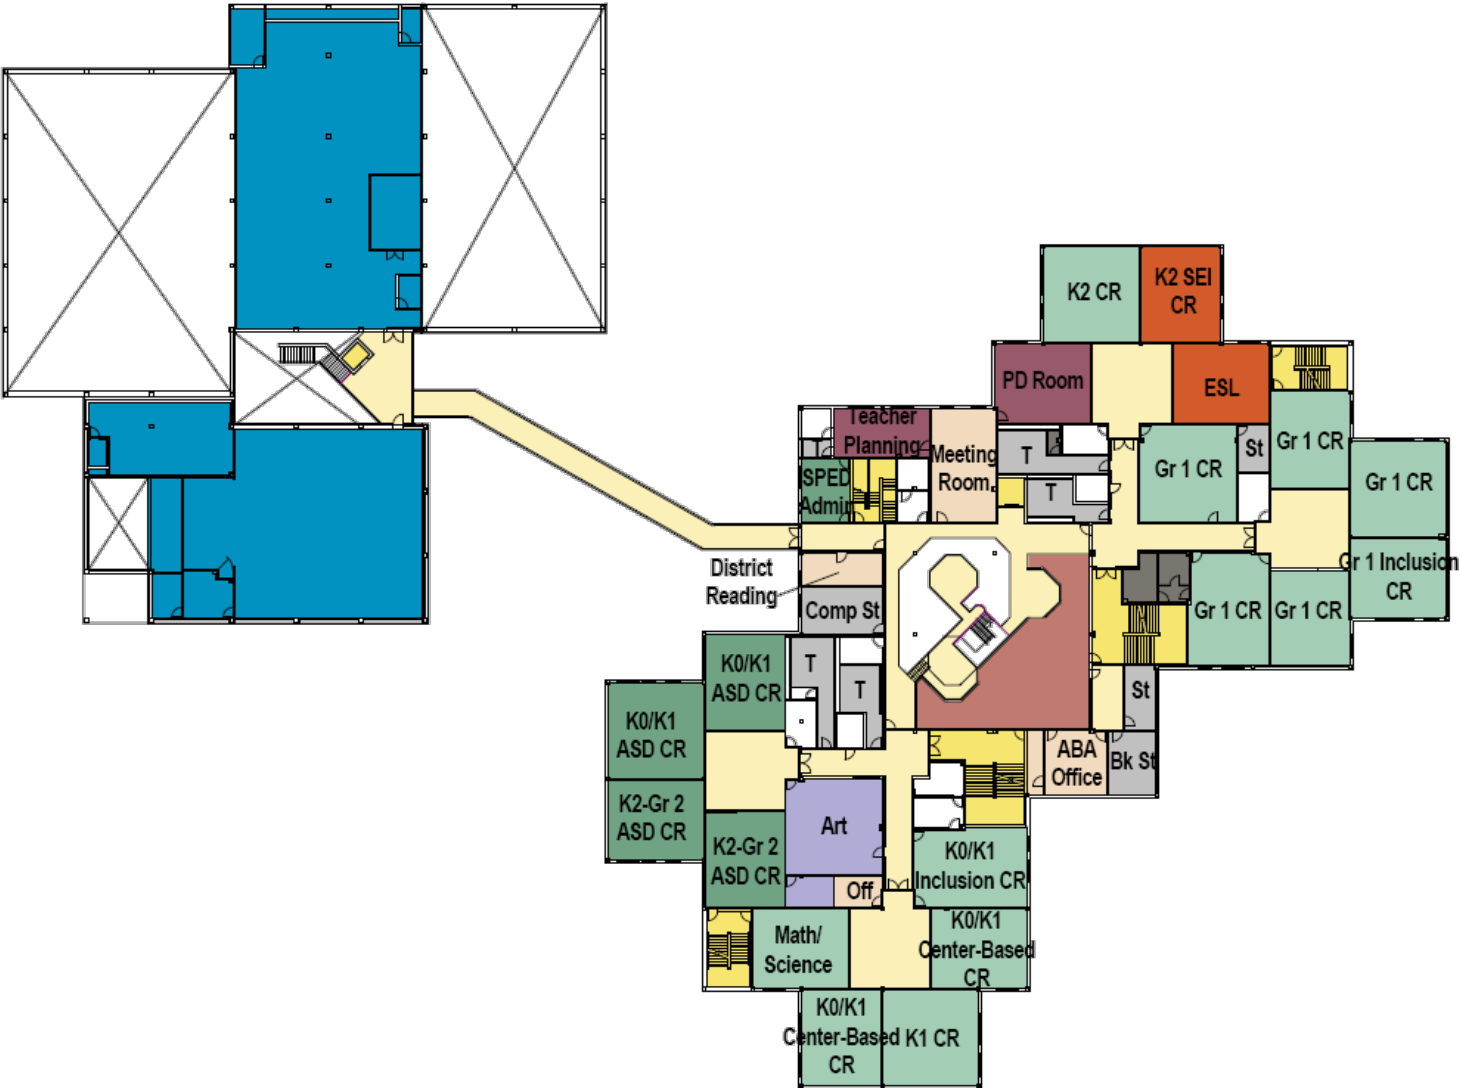 K2 CR
K2 SEI
CR
PD Room
ESL
Teacher
Planning
Meeting
Room
SPED
Admin
T
T
Gr 1 CR
St
Gr 1 CR
Gr 1 CR
Gr 1 Inclusion
CR
Gr 1 CR
Gr 1 CR
District
Reading
Comp St
K0/K1
ASD CR
T
T
K0/K1
ASD CR
K2-Gr 2
ASD CR
K2-Gr 2
ASD CR
Art
Off
St
ABA
Office
Bk St
K0/K1
Inclusion CR
K0/K1
Center-Based
CR
Math/
Science
K0/K1
Center-Based
CR
K1 CR